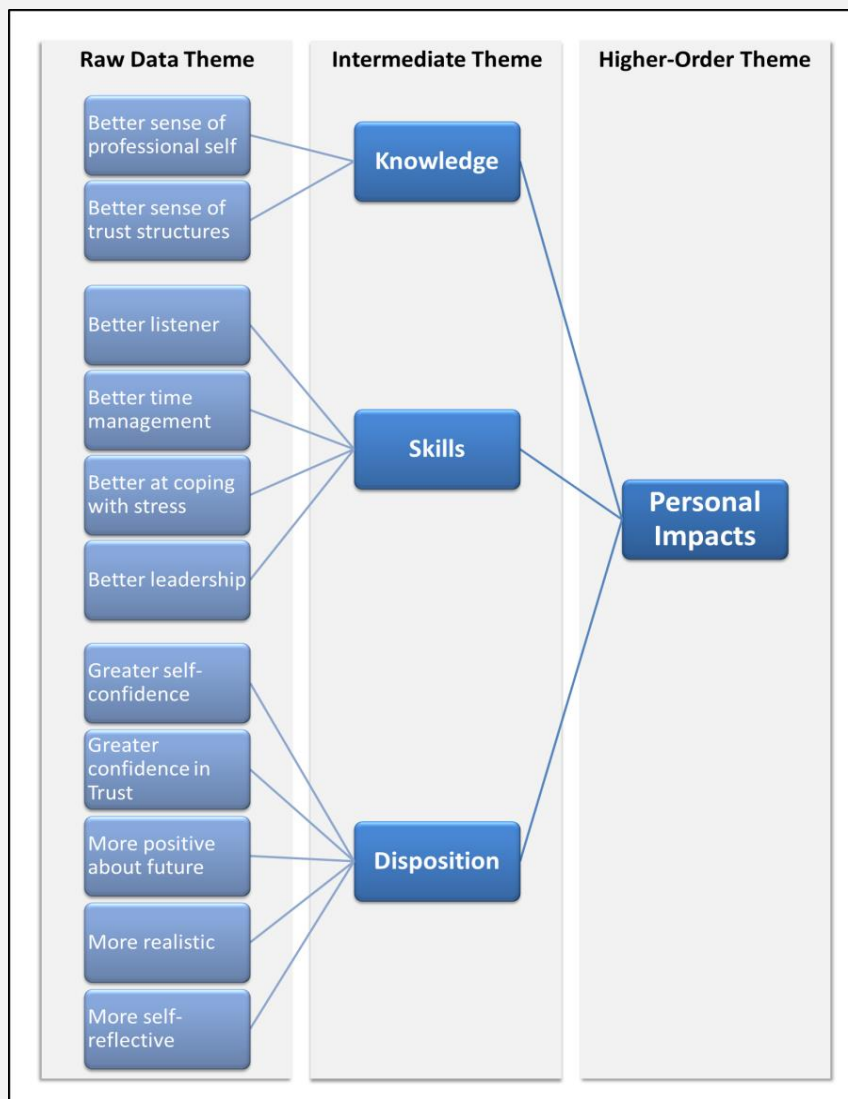 Raw Data Theme
Intermediate Theme
Higher-Order Theme
Better sense of
professional self
Better sense of
trust structures
Knowledge
Better listener
Better time
management
Better at coping
with stress
Better leadership
Skills
Personal
Impacts
Greater self-
confidence
Greater
confidence in
Trust
More positive
about future
More realistic
More self-
reflective
Disposition